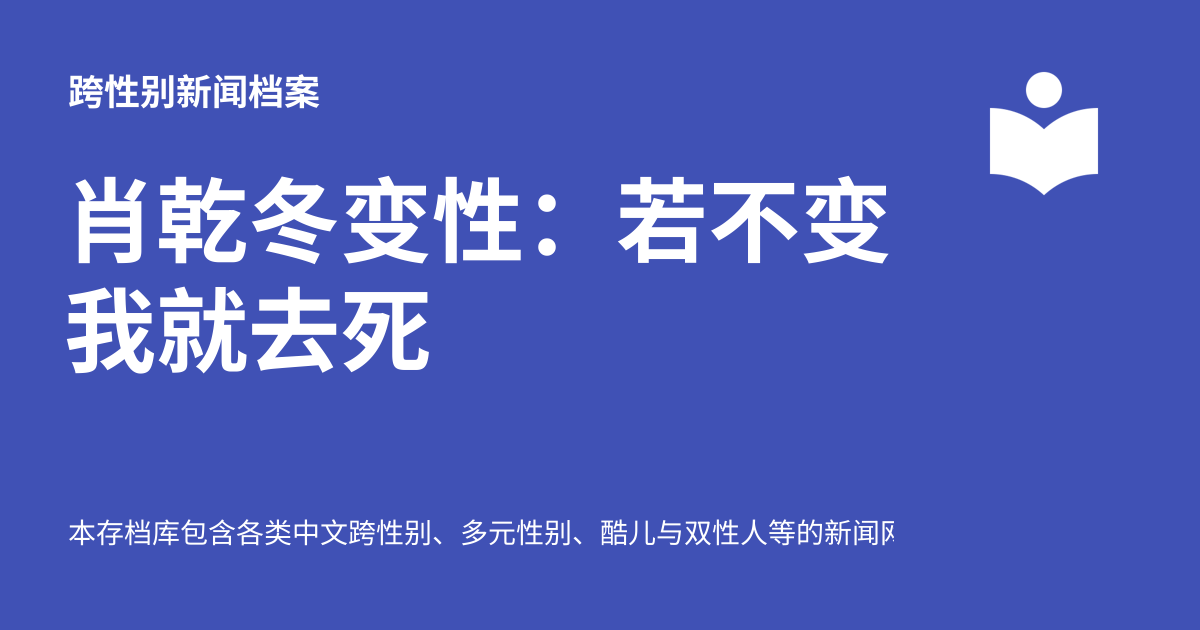 跨性别新闻档案
肖乾冬变性：若不变
我就去死
本存档库包含各类中文跨性别、多元性别、酷儿与双性人等的新闻